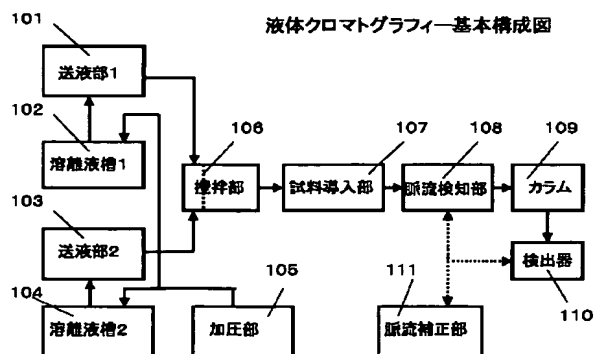 液体クロマトグラフィー基本構成図
101
送液部1
102
溶離液槽1
103
送液部2
104
溶離液槽2
105
加圧部
106
攪拌部
107
試料導入部
108
脈流検知部
109
カラム
検出器
110
111
脈流補正部